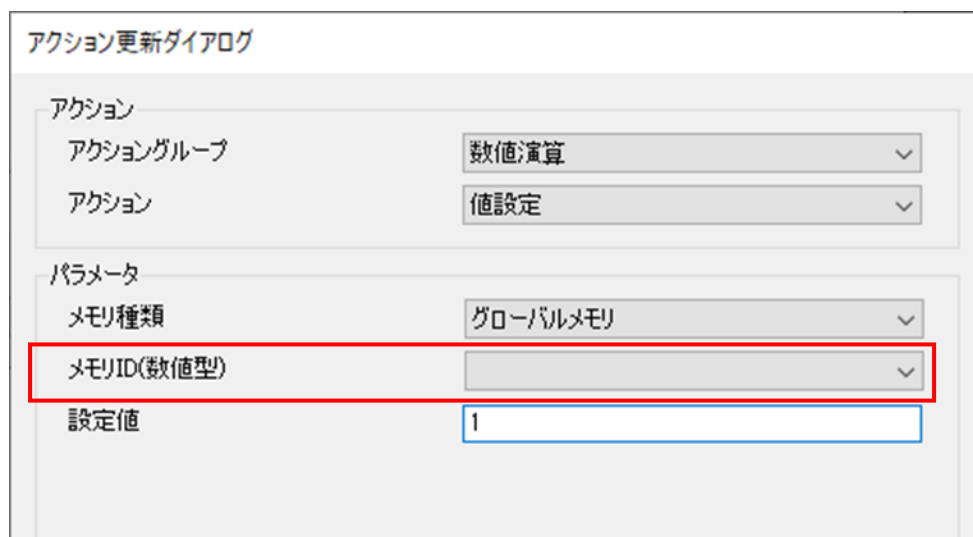 アクション更新ダイアログ
アクション
アクショングループ 数値演算
アクション 値設定
パラメータ
メモリ種類 グローバルメモリ
メモリID(数値型)
設定値 1